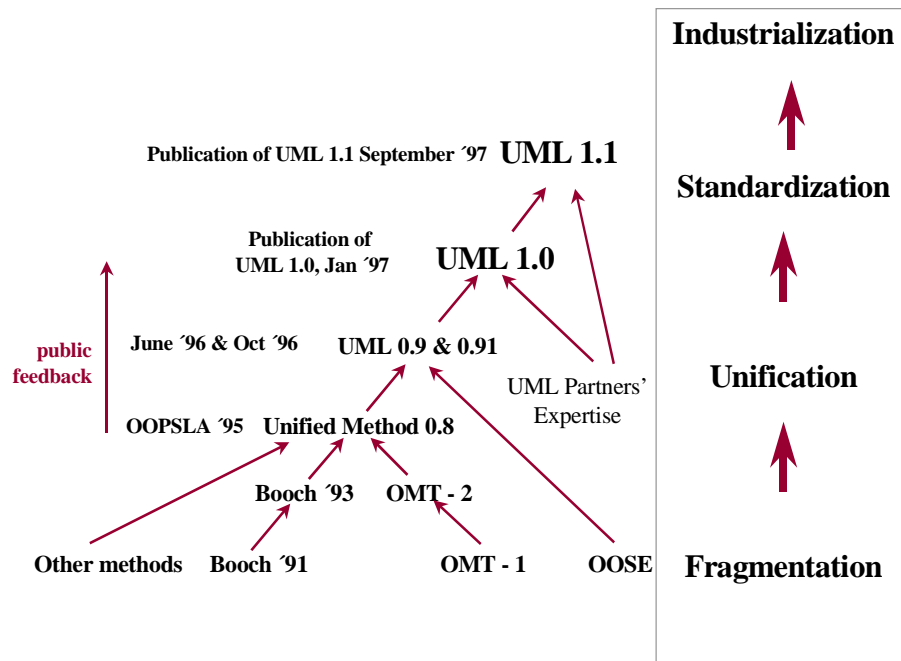 Industrialization
Publication of UML 1.1 September ´97 UML 1.1
Standardization
Publication of
UML 1.0, Jan ´97
UML 1.0
public
feedback
June ´96 & Oct ´96
UML 0.9 & 0.91
UML Partners’
Expertise
Unification
OOPSLA ´95
Unified Method 0.8
Booch ´93
OMT - 2
Other methods
Booch ´91
OMT - 1
OOSE
Fragmentation